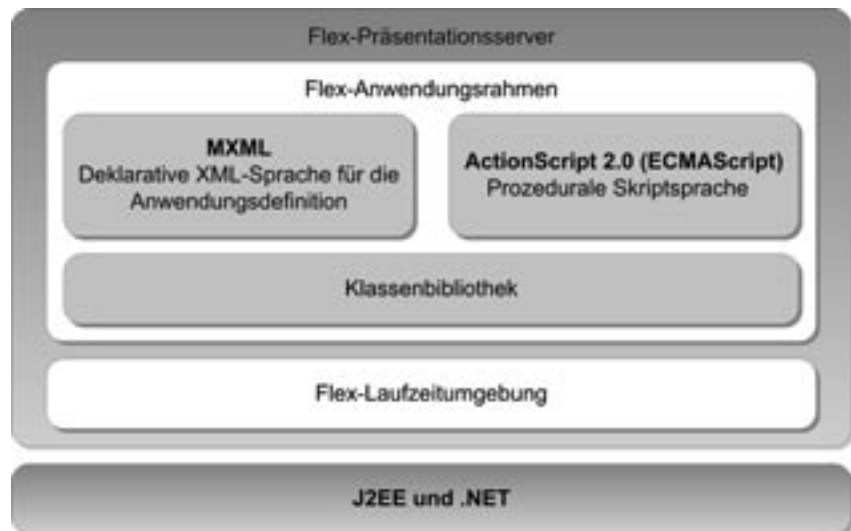 Flex-Präsentationsserver
Flex-Anwendungsrahmen
MXML
Deklarative XML-Sprache für die
Anwendungsdefinition
ActionScript 2.0 (ECMAScript)
Prozedurale Skriptsprache
Klassenbibliothek
Flex-Laufzeitumgebung
J2EE und .NET